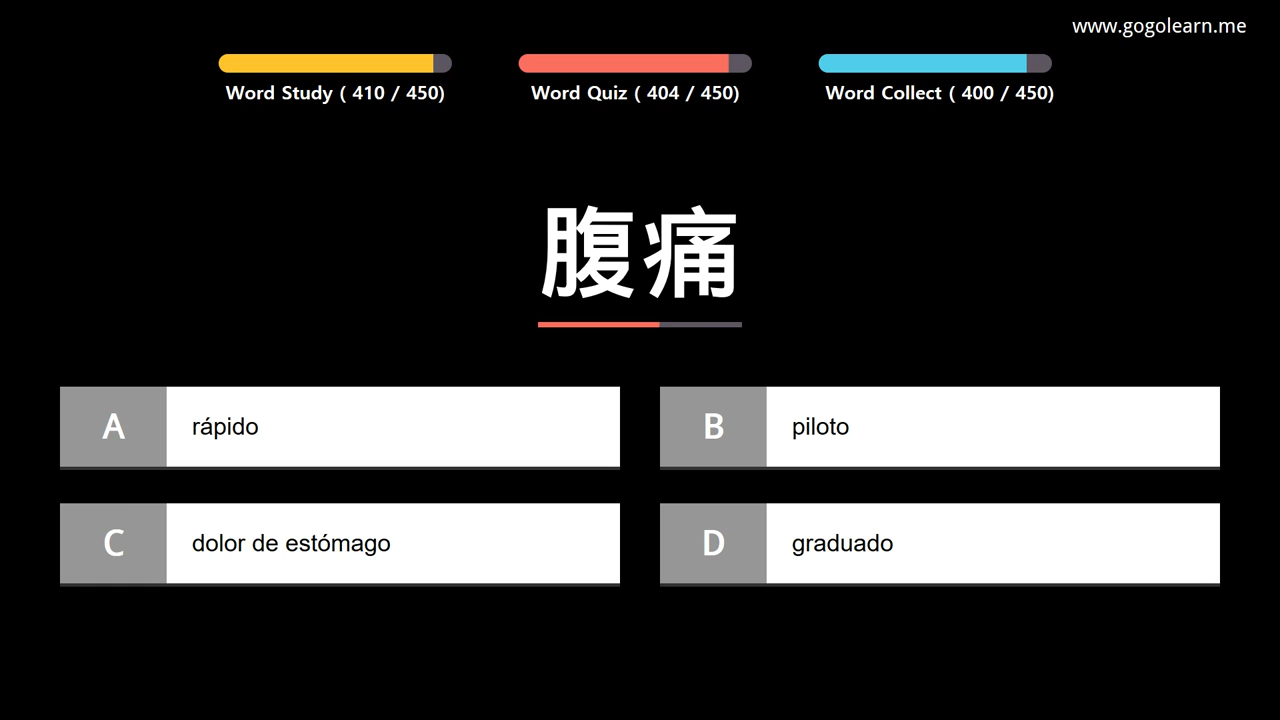 www.gogolearn.me
Word Study ( 410 / 450)
Word Quiz ( 404 / 450)
Word Collect ( 400 / 450)
腹痛
A
rápido
B
piloto
C
dolor de estómago
D
graduado